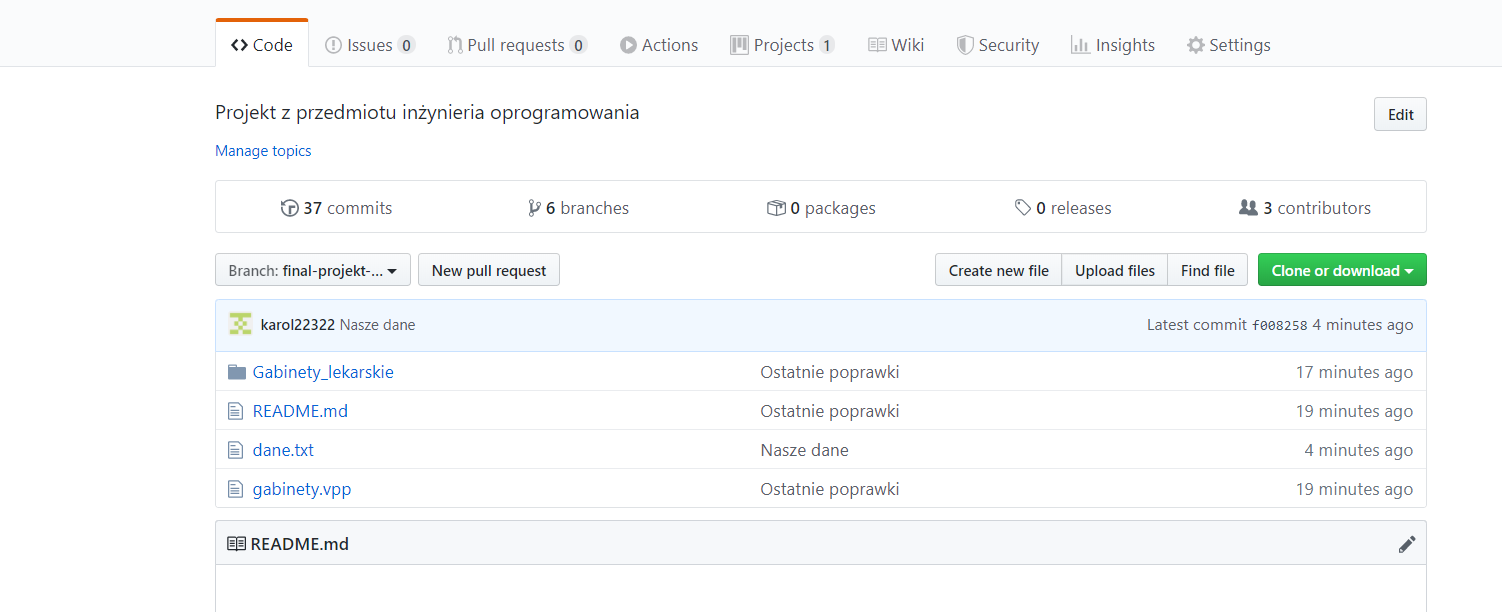 Code Issues 0 Pull requests 0 Actions Projects 1 Wiki Security Insights Settings
Projekt z przedmiotu inżynieria oprogramowania Edit
Manage topics
37 commits 6 branches 0 packages 0 releases 3 contributors
Branch: final-projekt-... New pull request Create new file Upload files Find file Clone or download
karol22322 Nasze dane Latest commit f008258 4 minutes ago
Gabinety_lekarskie Ostatnie poprawki 17 minutes ago
README.md Ostatnie poprawki 19 minutes ago
dane.txt Nasze dane 4 minutes ago
gabinety.vpp Ostatnie poprawki 19 minutes ago
README.md